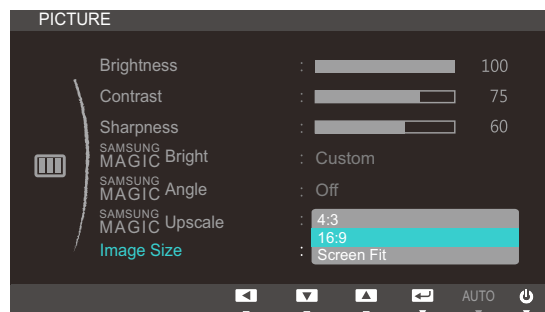 PICTURE
Brightness : 100
Contrast : 75
Sharpness : 60
SAMSUNG MAGIC Bright : Custom
SAMSUNG MAGIC Angle : Off
SAMSUNG MAGIC Upscale : 4:3
16:9
Image Size : Screen Fit
AUTO